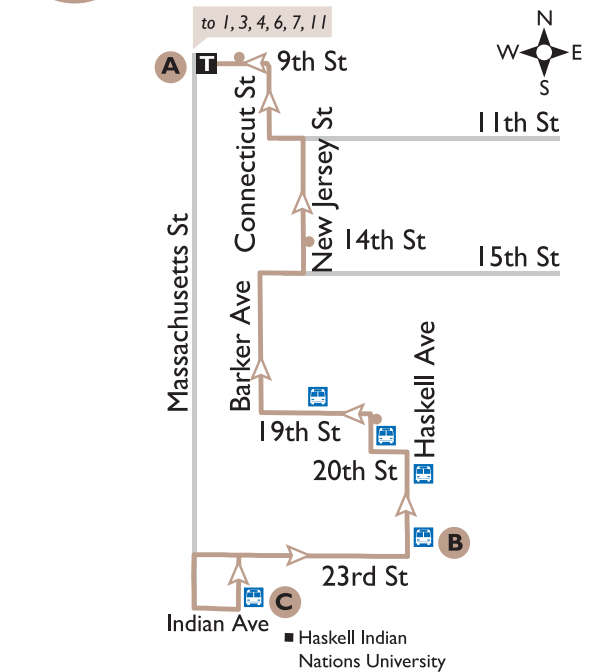 to 1, 3, 4, 6, 7, 11
N
W
E
S
A
T
9th St
Connecticut St
11th St
New Jersey St
Massachusetts St
14th St
15th St
Barker Ave
Haskell Ave
19th St
20th St
B
23rd St
C
Indian Ave
Haskell Indian
Nations University